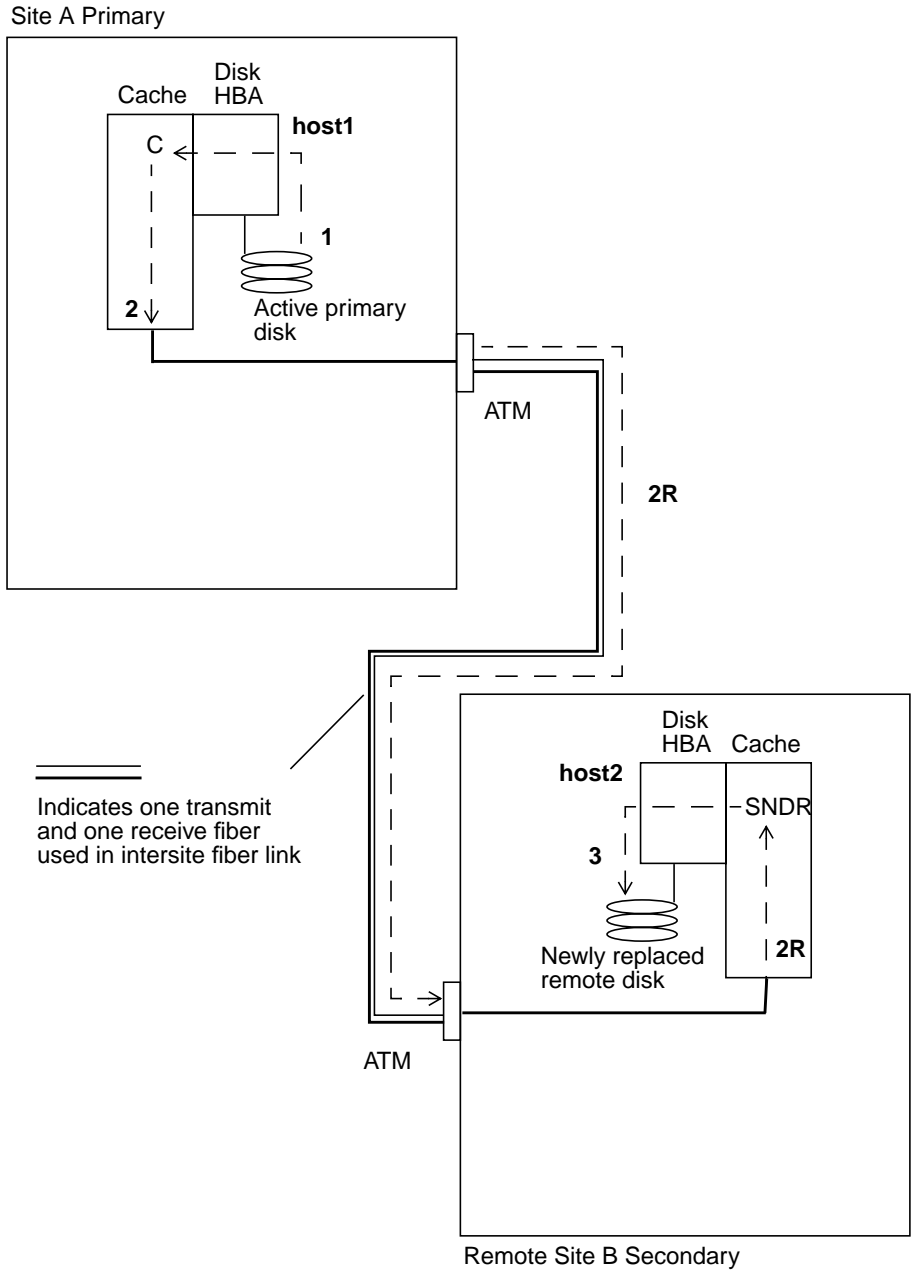 Site A Primary
Disk
HBA
Cache
host1
C
1
2
Active primary
disk
ATM
2R
Disk
HBA
Cache
host2
SNDR
Indicates one transmit
and one receive fiber
used in intersite fiber link
3
2R
Newly replaced
remote disk
ATM
Remote Site B Secondary